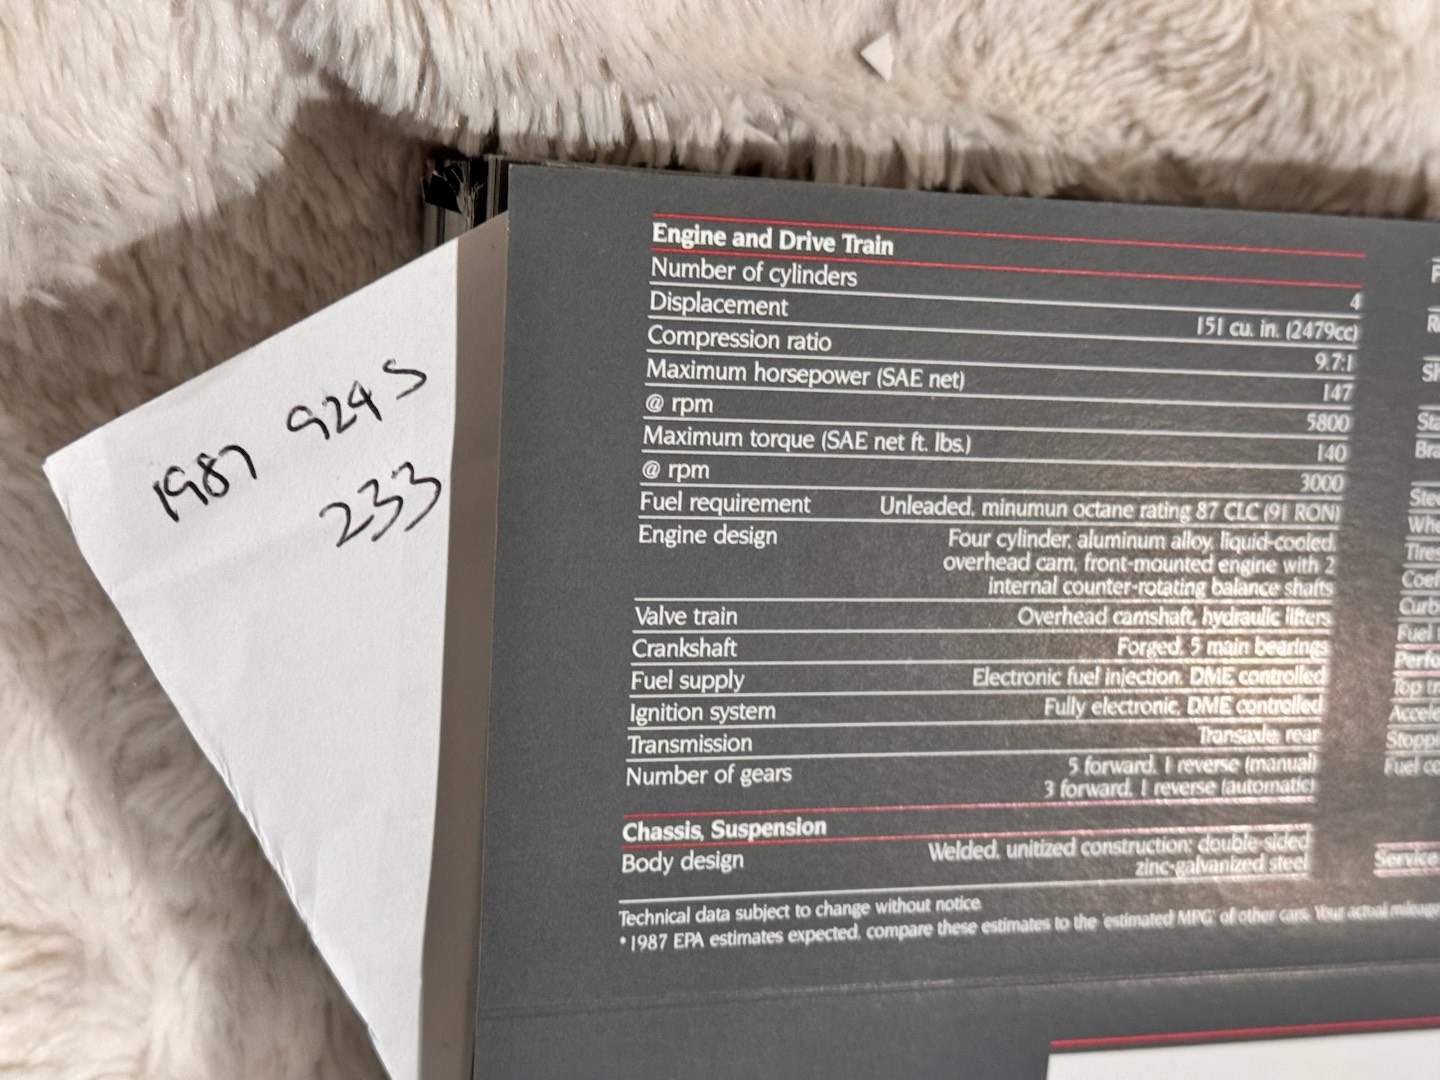 1987 924S
233
Engine and Drive Train
Number of cylinders 4
Displacement 151 cu. in. (2479cc)
Compression ratio 9.7:1
Maximum horsepower (SAE net) 147
@ rpm 5800
Maximum torque (SAE net ft. lbs.) 140
@ rpm 3000
Fuel requirement Unleaded, minumun octane rating 87 CLC (91 RON)
Engine design Four cylinder, aluminum alloy, liquid-cooled,
overhead cam, front-mounted engine with 2
internal counter-rotating balance shafts
Valve train Overhead camshaft, hydraulic lifters
Crankshaft Forged, 5 main bearings
Fuel supply Electronic fuel injection, DME controlled
Ignition system Fully electronic, DME controlled
Transmission Transaxle, rear
Number of gears 5 forward, 1 reverse (manual)
3 forward, 1 reverse (automatic)
Chassis, Suspension
Body design Welded, unitized construction; double-sided
zinc-galvanized steel
Technical data subject to change without notice.
*1987 EPA estimates expected, compare these estimates to the 'estimated MPG' of other cars. Your actual
Service